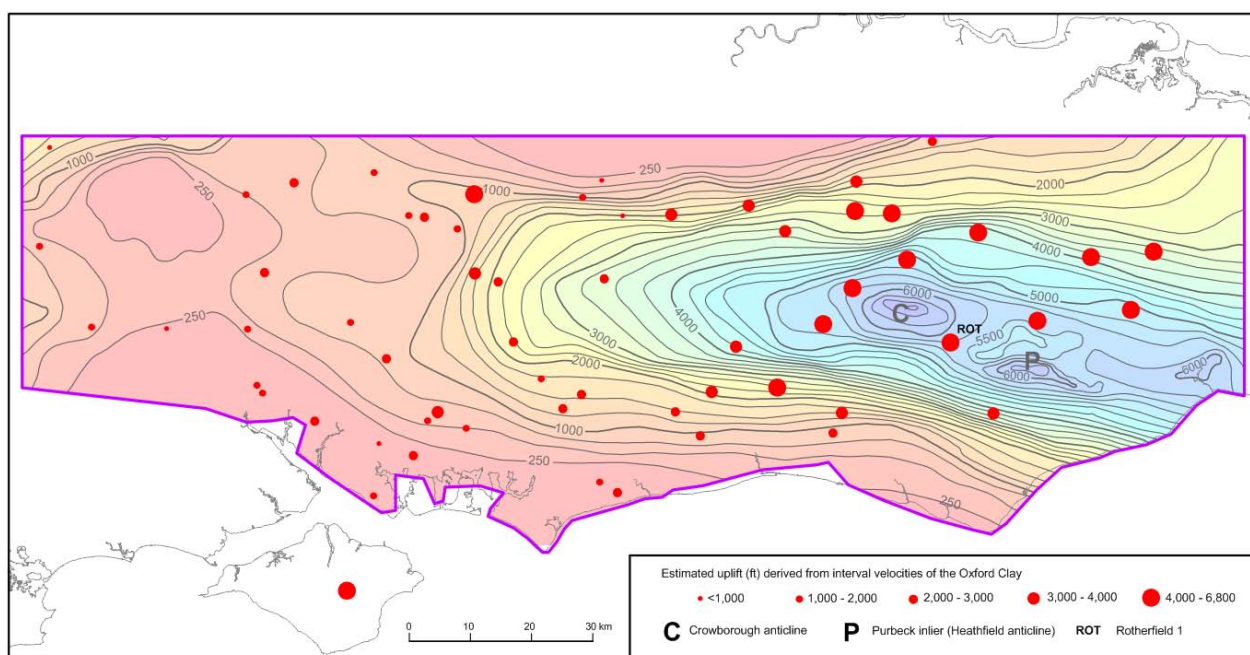 250
1000
2000
250
1000
3000
4000
6000
5000
C
3000
4000
250
ROT
5500
P
6000
6000
2000
1000
250
250
Estimated uplift (ft) derived from interval velocities of the Oxford Clay
<1,000 1,000 - 2,000 2,000 - 3,000 3,000 - 4,000 4,000 - 6,800
C Crowborough anticline P Purbeck inlier (Heathfield anticline) ROT Rotherfield 1
0 10 20 30 km